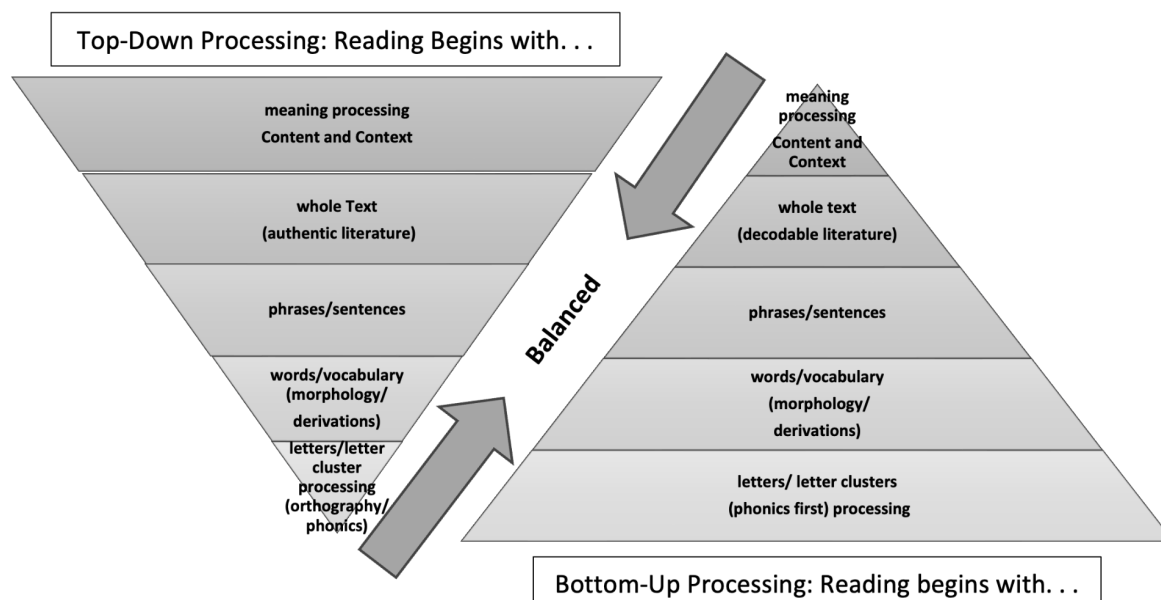 Top-Down Processing: Reading Begins with. . .
meaning processing
Content and Context
whole Text
(authentic literature)
phrases/sentences
words/vocabulary
(morphology/
derivations)
letters/letter
cluster
processing
(orthography/
phonics)
Balanced
meaning
processing
Content and
Context
whole text
(decodable literature)
phrases/sentences
words/vocabulary
(morphology/
derivations)
letters/ letter clusters
(phonics first) processing
Bottom-Up Processing: Reading begins with. . .